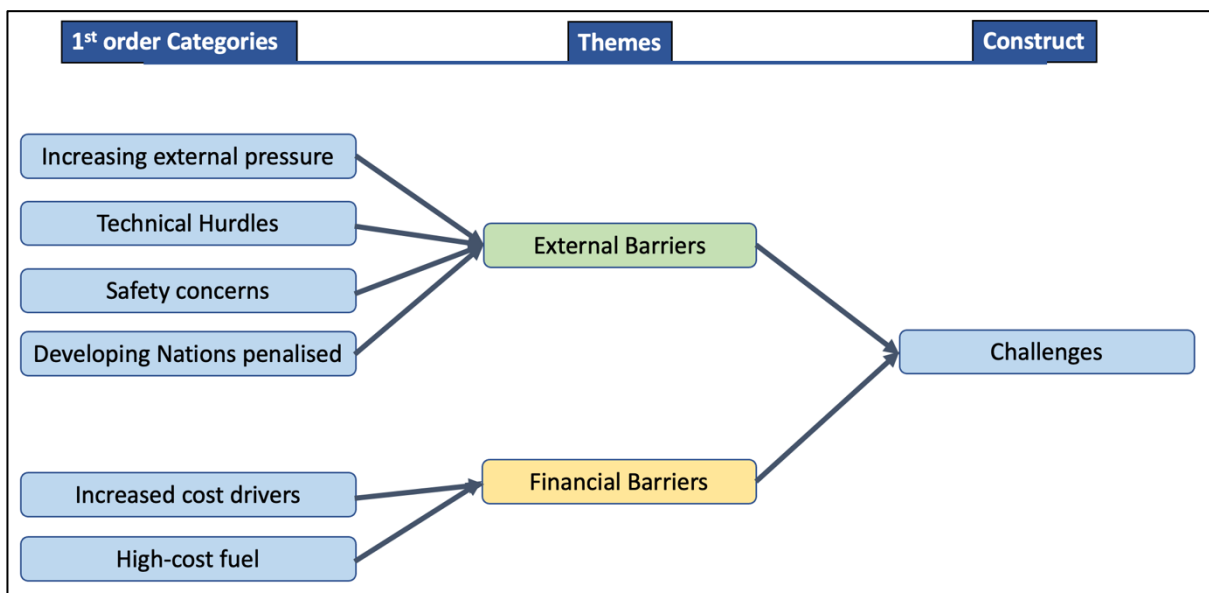 1st order Categories
Themes
Construct
Increasing external pressure
Technical Hurdles
Safety concerns
Developing Nations penalised
External Barriers
Challenges
Increased cost drivers
High-cost fuel
Financial Barriers